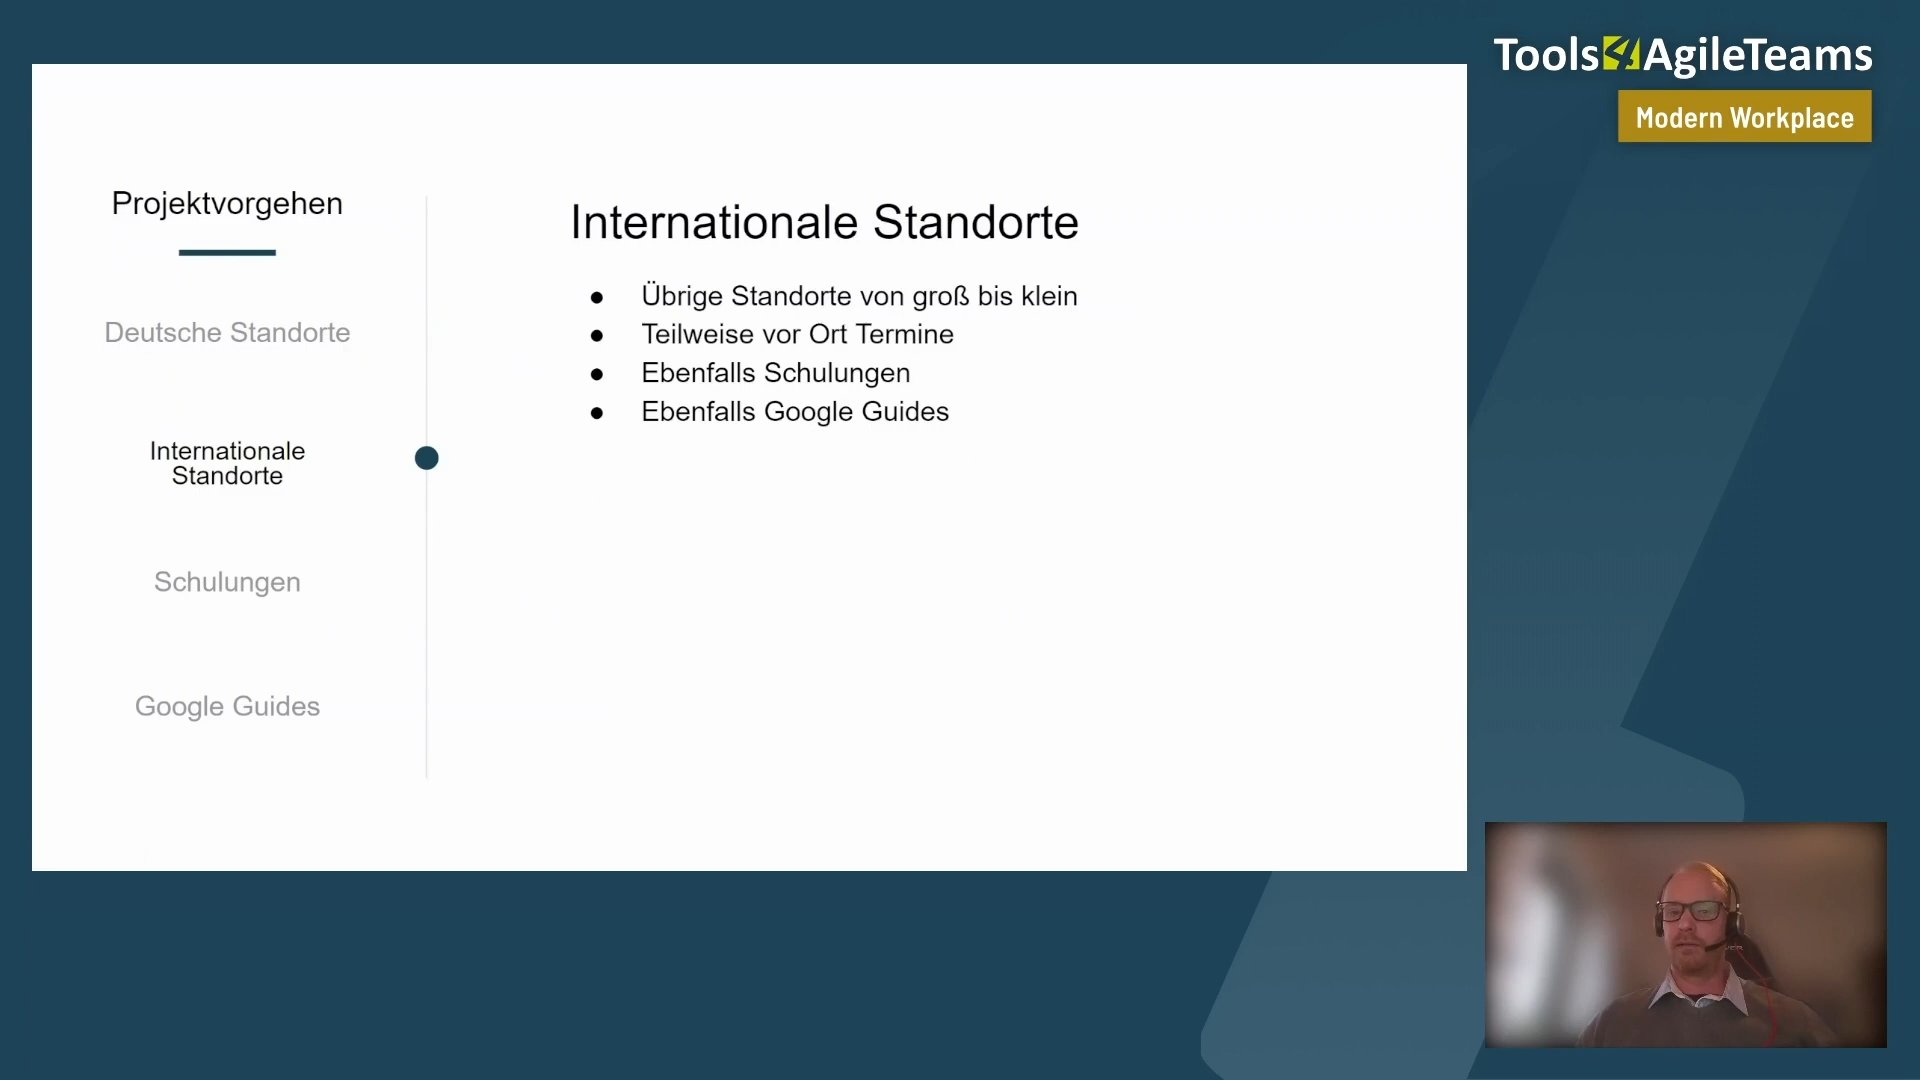 Tools4AgileTeams
Modern Workplace
Projektvorgehen
Deutsche Standorte
Internationale
Standorte
Schulungen
Google Guides
Internationale Standorte
● Übrige Standorte von groß bis klein
● Teilweise vor Ort Termine
● Ebenfalls Schulungen
● Ebenfalls Google Guides